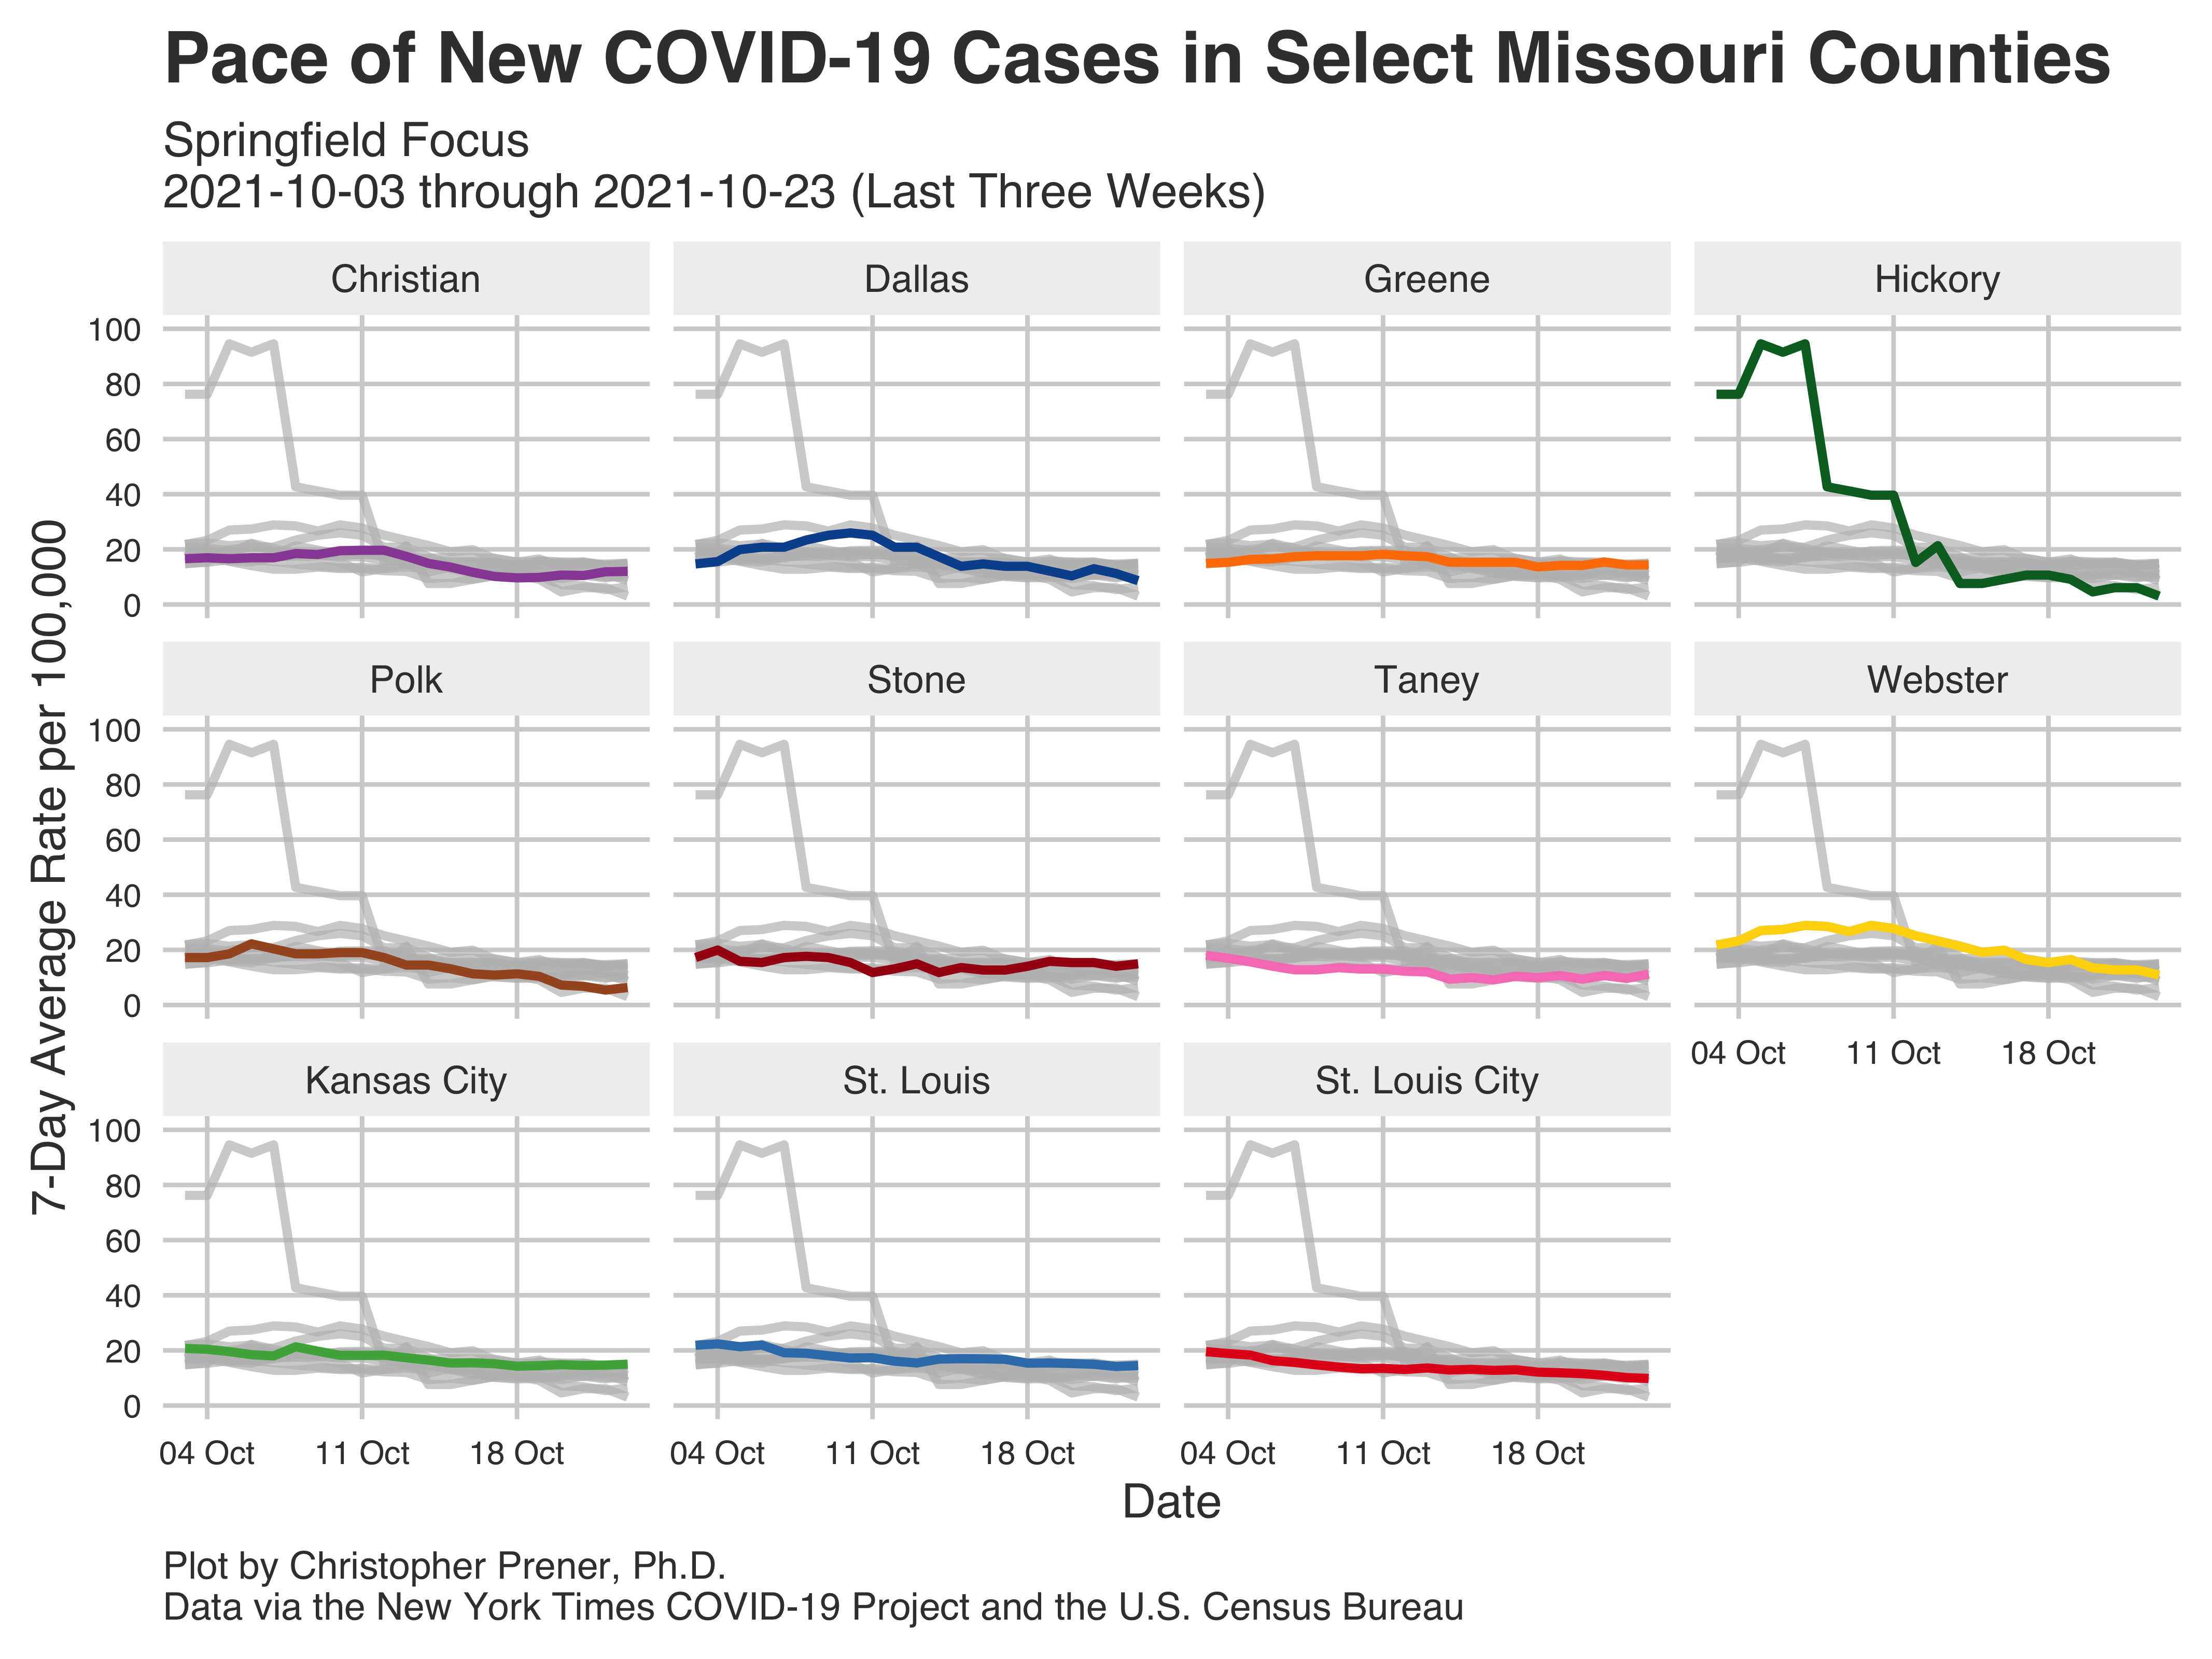 Pace of New COVID-19 Cases in Select Missouri Counties
Springfield Focus
2021-10-03 through 2021-10-23 (Last Three Weeks)
7-Day Average Rate per 100,000
Christian
Dallas
Greene
Hickory
100
80
60
40
20
0
Polk
Stone
Taney
Webster
100
80
60
40
20
0
04 Oct
11 Oct
18 Oct
Kansas City
St. Louis
St. Louis City
100
80
60
40
20
0
04 Oct
11 Oct
18 Oct
04 Oct
11 Oct
18 Oct
04 Oct
11 Oct
18 Oct
Date
Plot by Christopher Prener, Ph.D.
Data via the New York Times COVID-19 Project and the U.S. Census Bureau